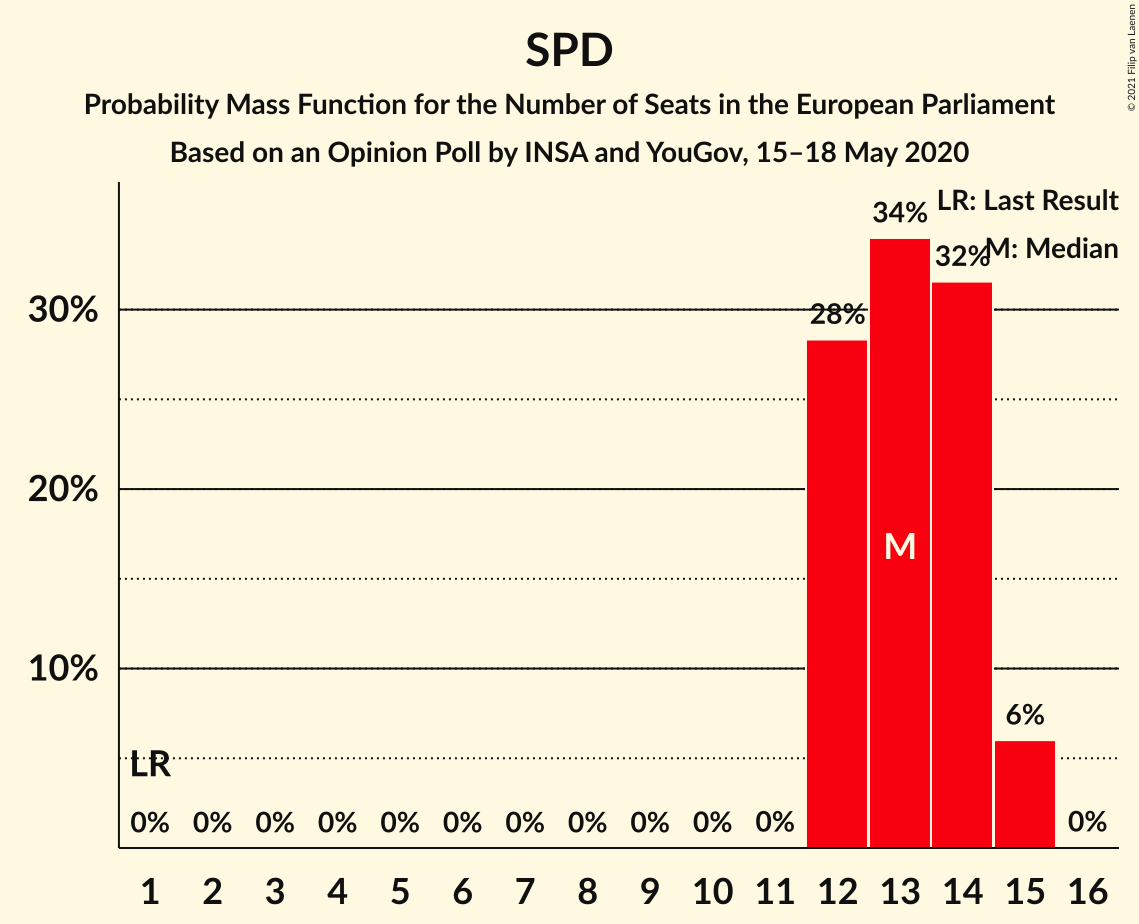 SPD
Probability Mass Function for the Number of Seats in the European Parliament
Based on an Opinion Poll by INSA and YouGov, 15–18 May 2020
© 2021 Filip van Laenen
LR: Last Result
M: Median
34%
32%
28%
30%
20%
M
10%
6%
LR
0% 0% 0% 0% 0% 0% 0% 0% 0% 0% 0% 0%
1 2 3 4 5 6 7 8 9 10 11 12 13 14 15 16